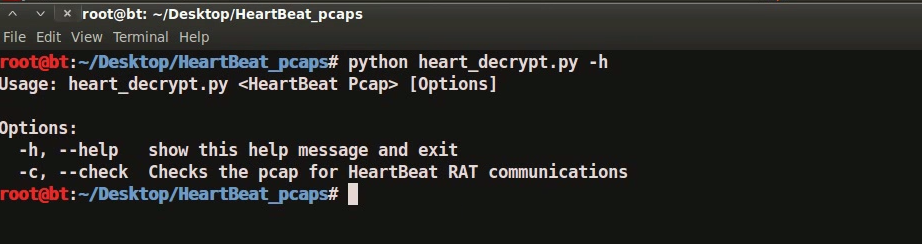 root@bt: ~/Desktop/HeartBeat_pcaps
File Edit View Terminal Help
root@bt:~/Desktop/HeartBeat_pcaps# python heart_decrypt.py -h
Usage: heart_decrypt.py <HeartBeat Pcap> [Options]
Options:
-h, --help show this help message and exit
-c, --check Checks the pcap for HeartBeat RAT communications
root@bt:~/Desktop/HeartBeat_pcaps#